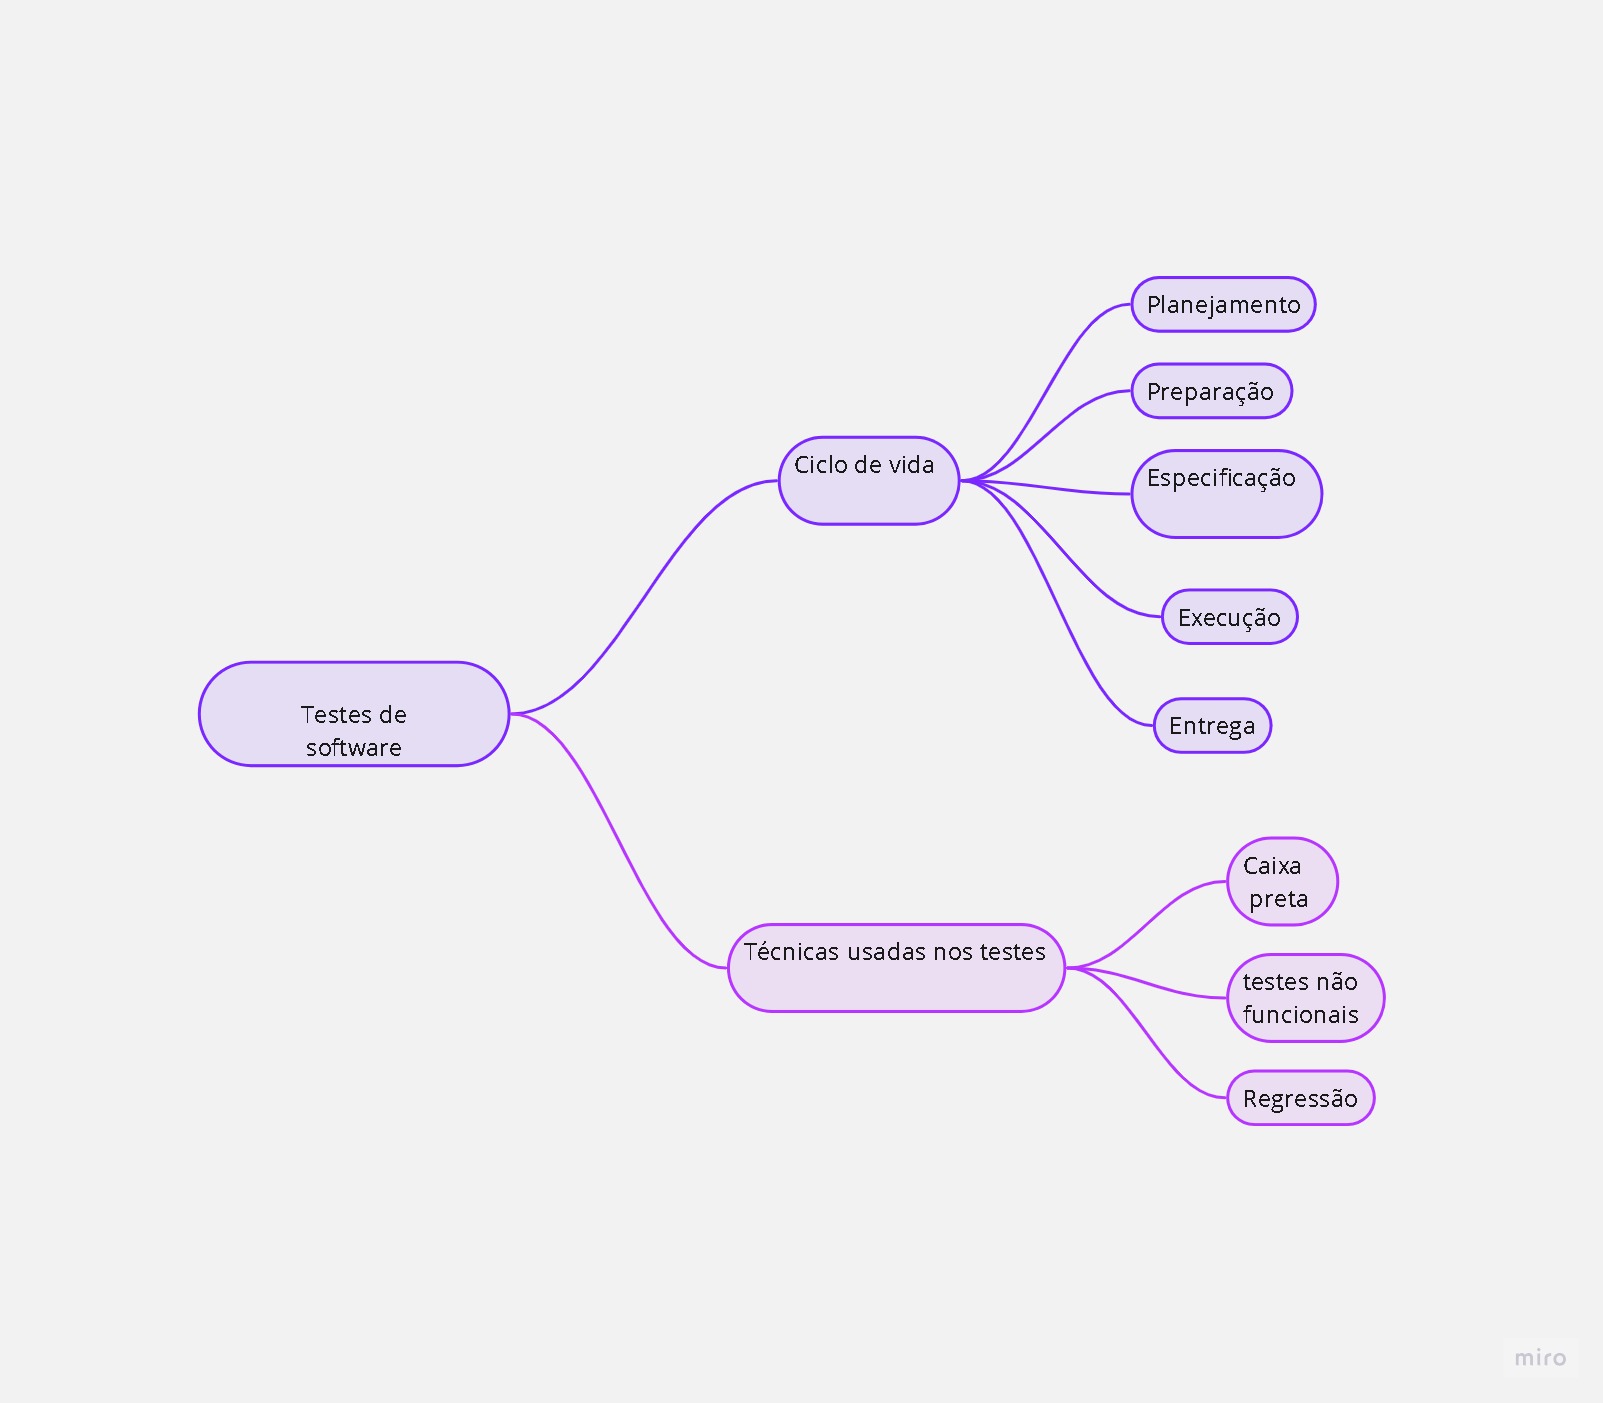 Planejamento
Preparação
Ciclo de vida
Especificação
Execução
Testes de
software
Entrega
Caixa
preta
Técnicas usadas nos testes
testes não
funcionais
Regressão
miro